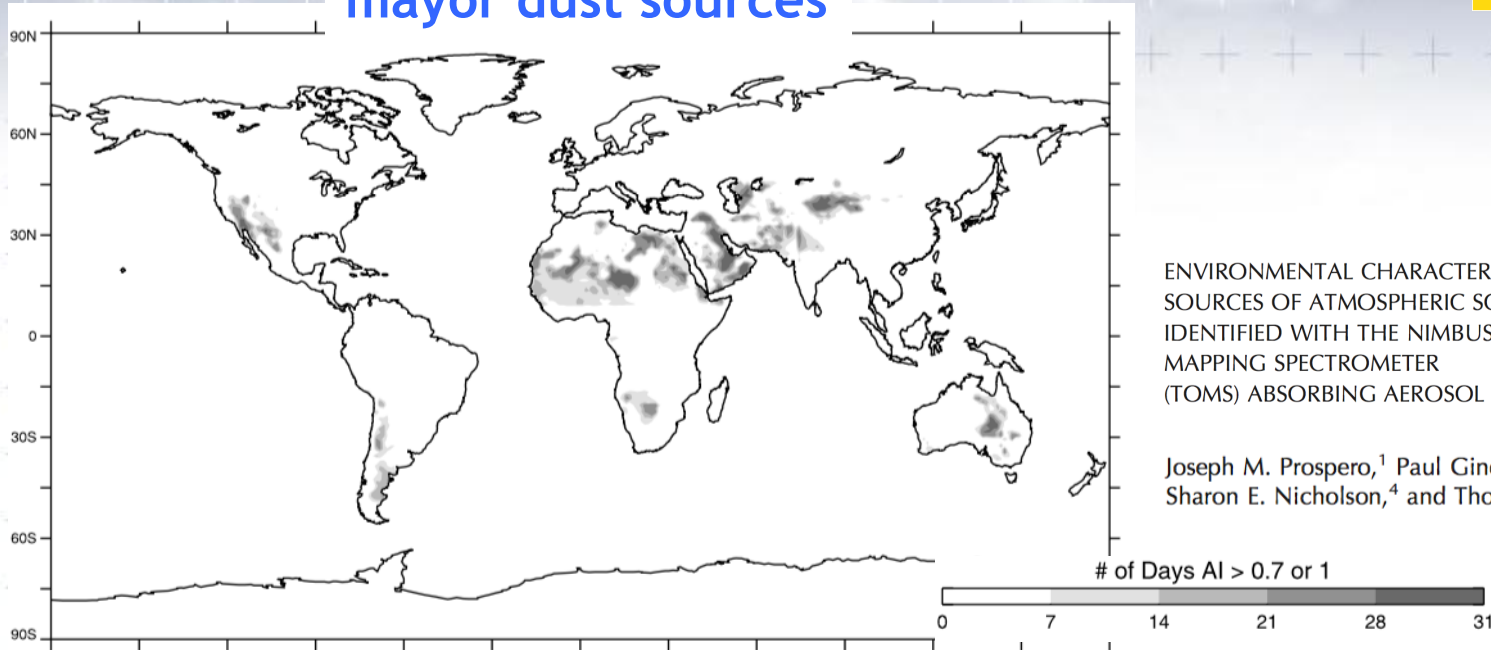 mayor dust sources
90N
60N
30N
0
30S
60S
90S
ENVIRONMENTAL CHARACTER
SOURCES OF ATMOSPHERIC SO
IDENTIFIED WITH THE NIMBUS
MAPPING SPECTROMETER
(TOMS) ABSORBING AEROSOL
Joseph M. Prospero,¹ Paul Gin
Sharon E. Nicholson,⁴ and Tho
# of Days AI > 0.7 or 1
0 7 14 21 28 31